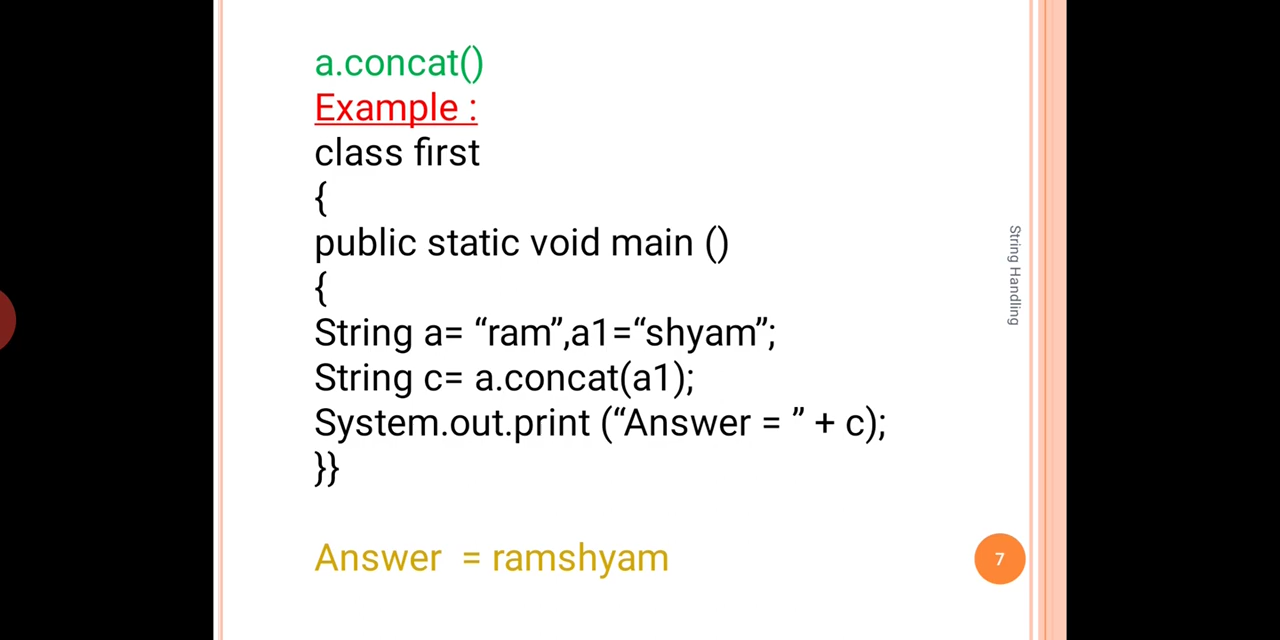 a.concat()
Example :
class first
{
public static void main ()
{
String a= “ram”,a1=“shyam”;
String c= a.concat(a1);
System.out.print (“Answer = ” + c);
}}
Answer  = ramshyam
String Handling
7